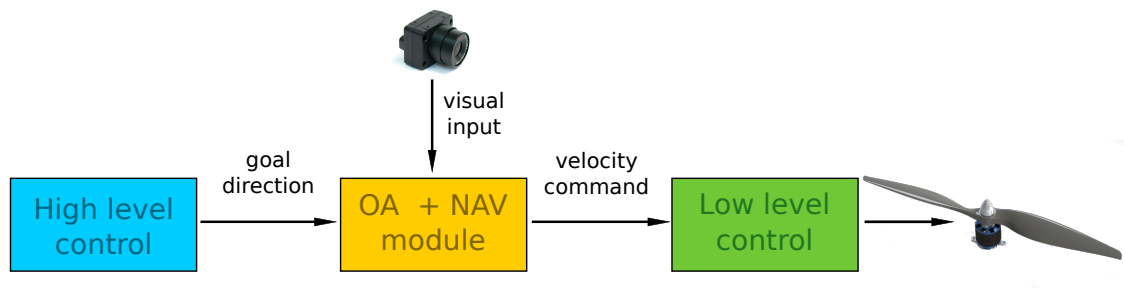 visual
input
goal
direction
velocity
command
High level
control
OA + NAV
module
Low level
control